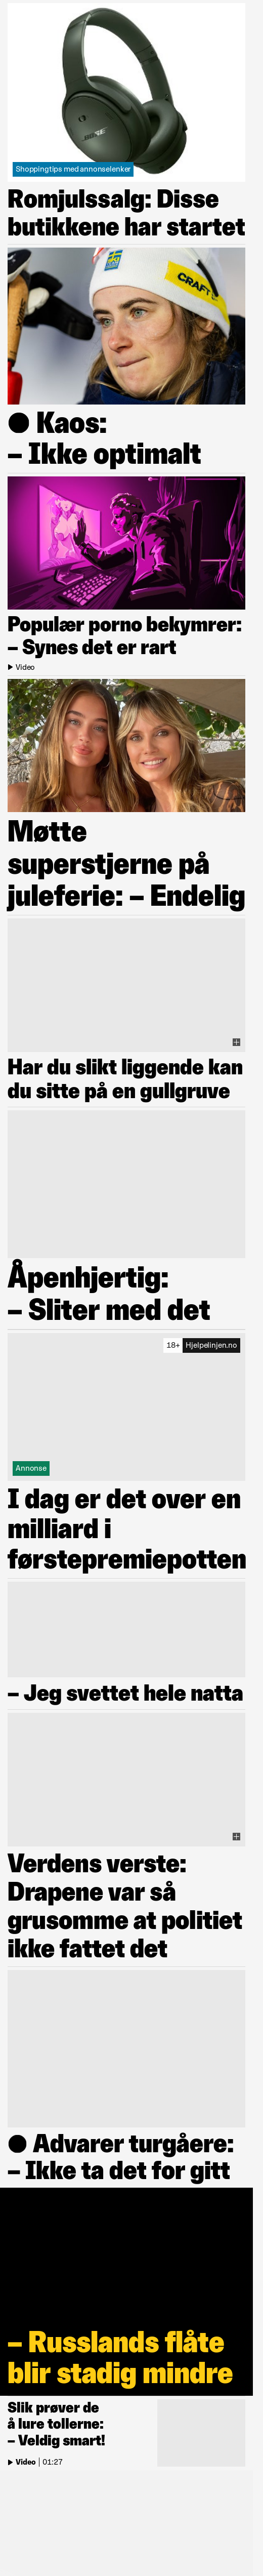 BOSE
Shoppingtips med annonselenker
Romjulssalg: Disse
butikkene har startet
CRAFT
Kaos:
– Ikke optimalt
Populær porno bekymrer:
– Synes det er rart
Video
Møtte
superstjerne på
juleferie: – Endelig
Har du slikt liggende kan
du sitte på en gullgruve
Åpenhjertig:
– Sliter med det
18+ Hjelpelinjen.no
Annonse
I dag er det over en
milliard i
førstepremiepotten
– Jeg svettet hele natta
Verdens verste:
Drapene var så
grusomme at politiet
ikke fattet det
Advarer turgåere:
– Ikke ta det for gitt
– Russlands flåte
blir stadig mindre
Slik prøver de
å lure tollerne:
– Veldig smart!
Video | 01:27